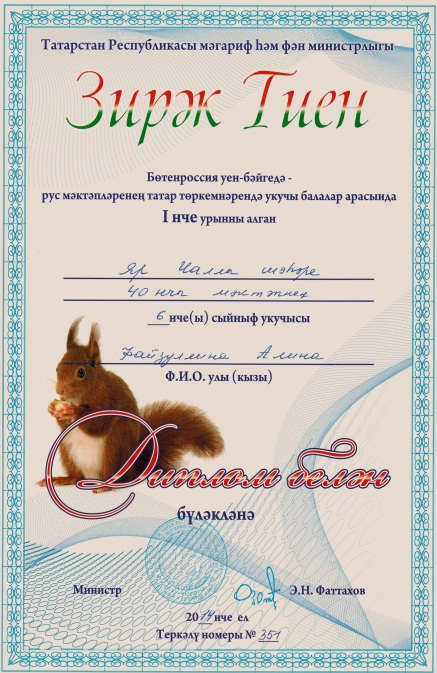 Татарстан Республикасы мәгариф һәм фән министрлыгы
Зирәк Тиен
Бөтенроссия уен-бәйгедә -
рус мәктәпләренең татар төркемнәрендә укучы балалар арасында
I нче урынны алган
Яр Чаллы шәһәре
40 нчы мәктәпнең
6 нче(ы) сыйныф укучысы
Файзуллина Алина
Ф.И.О. улы (кызы)
Диплом белән
бүләкләнә
Министр Э.Н. Фаттахов
2014 нче ел
Теркәлү номеры № 351